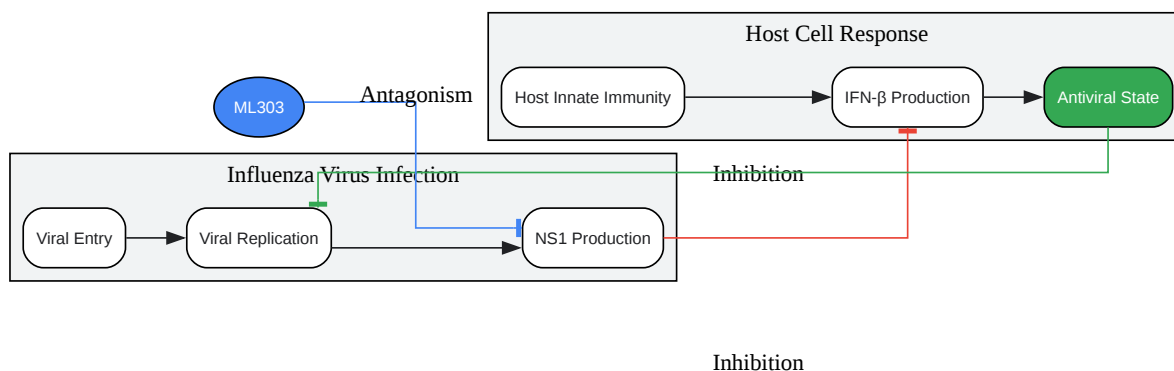 Host Cell Response
Host Innate Immunity
IFN-β Production
Antiviral State
ML303
Antagonism
Influenza Virus Infection
Inhibition
Viral Entry
Viral Replication
NS1 Production
Inhibition